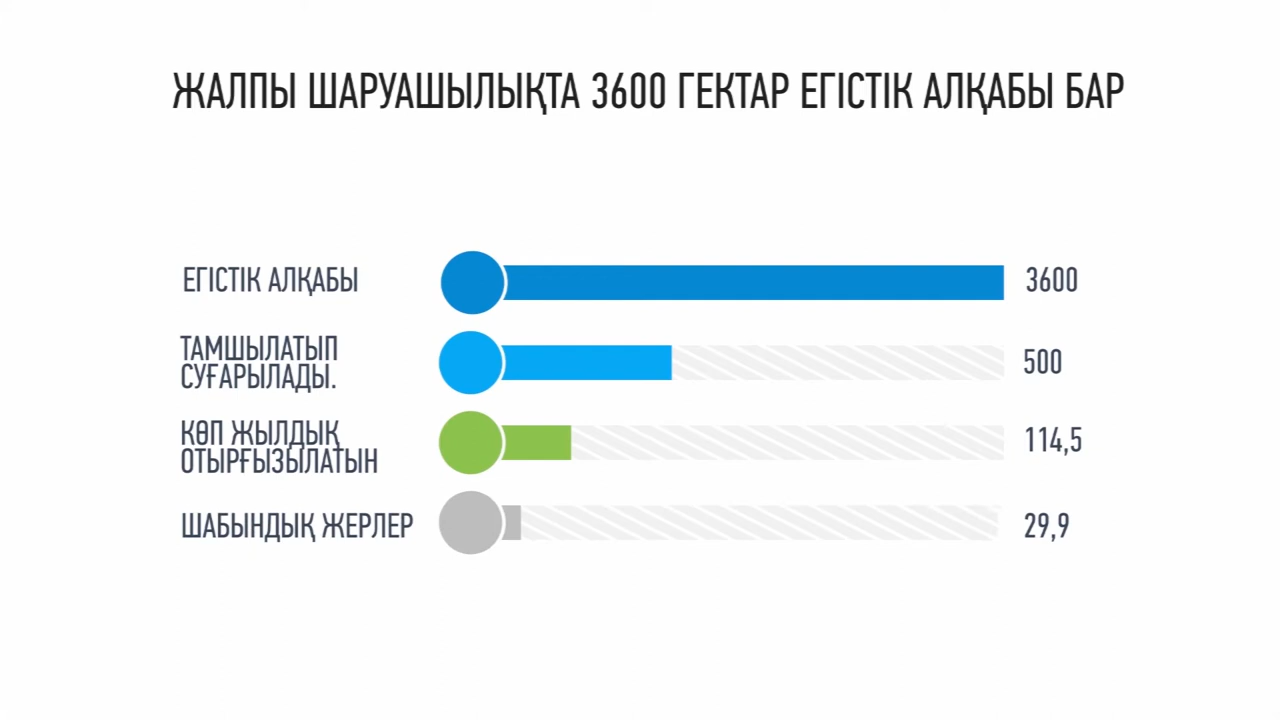 ЖАЛПЫ ШАРУАШЫЛЫҚТА 3600 ГЕКТАР ЕГІСТІК АЛҚАБЫ БАР
ЕГІСТІК АЛҚАБЫ
3600
ТАМШЫЛАТЫП
СУҒАРЫЛАДЫ.
500
КӨП ЖЫЛДЫҚ
ОТЫРҒЫЗЫЛАТЫН
114,5
ШАБЫНДЫҚ ЖЕРЛЕР
29,9